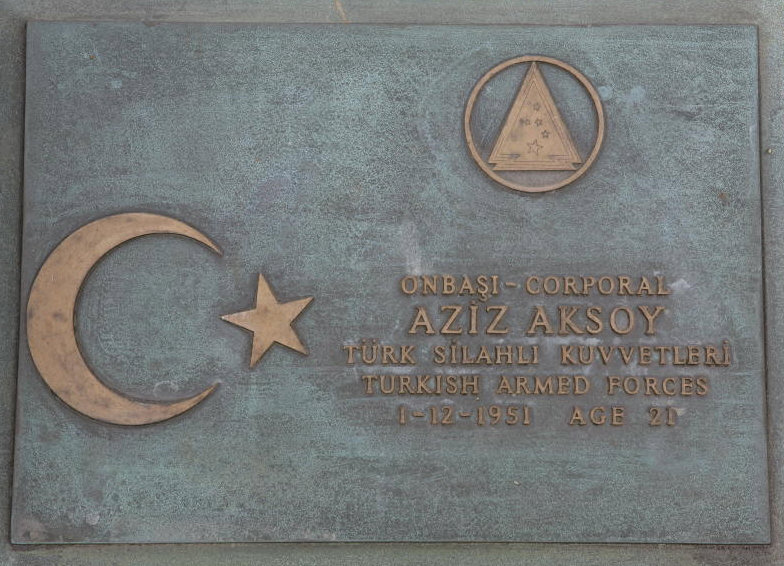 ONBAŞI-CORPORAL
AZİZ AKSOY
TÜRK SİLAHLI KUVVETLERİ
TURKISH ARMED FORCES
1-12-1951 AGE 21